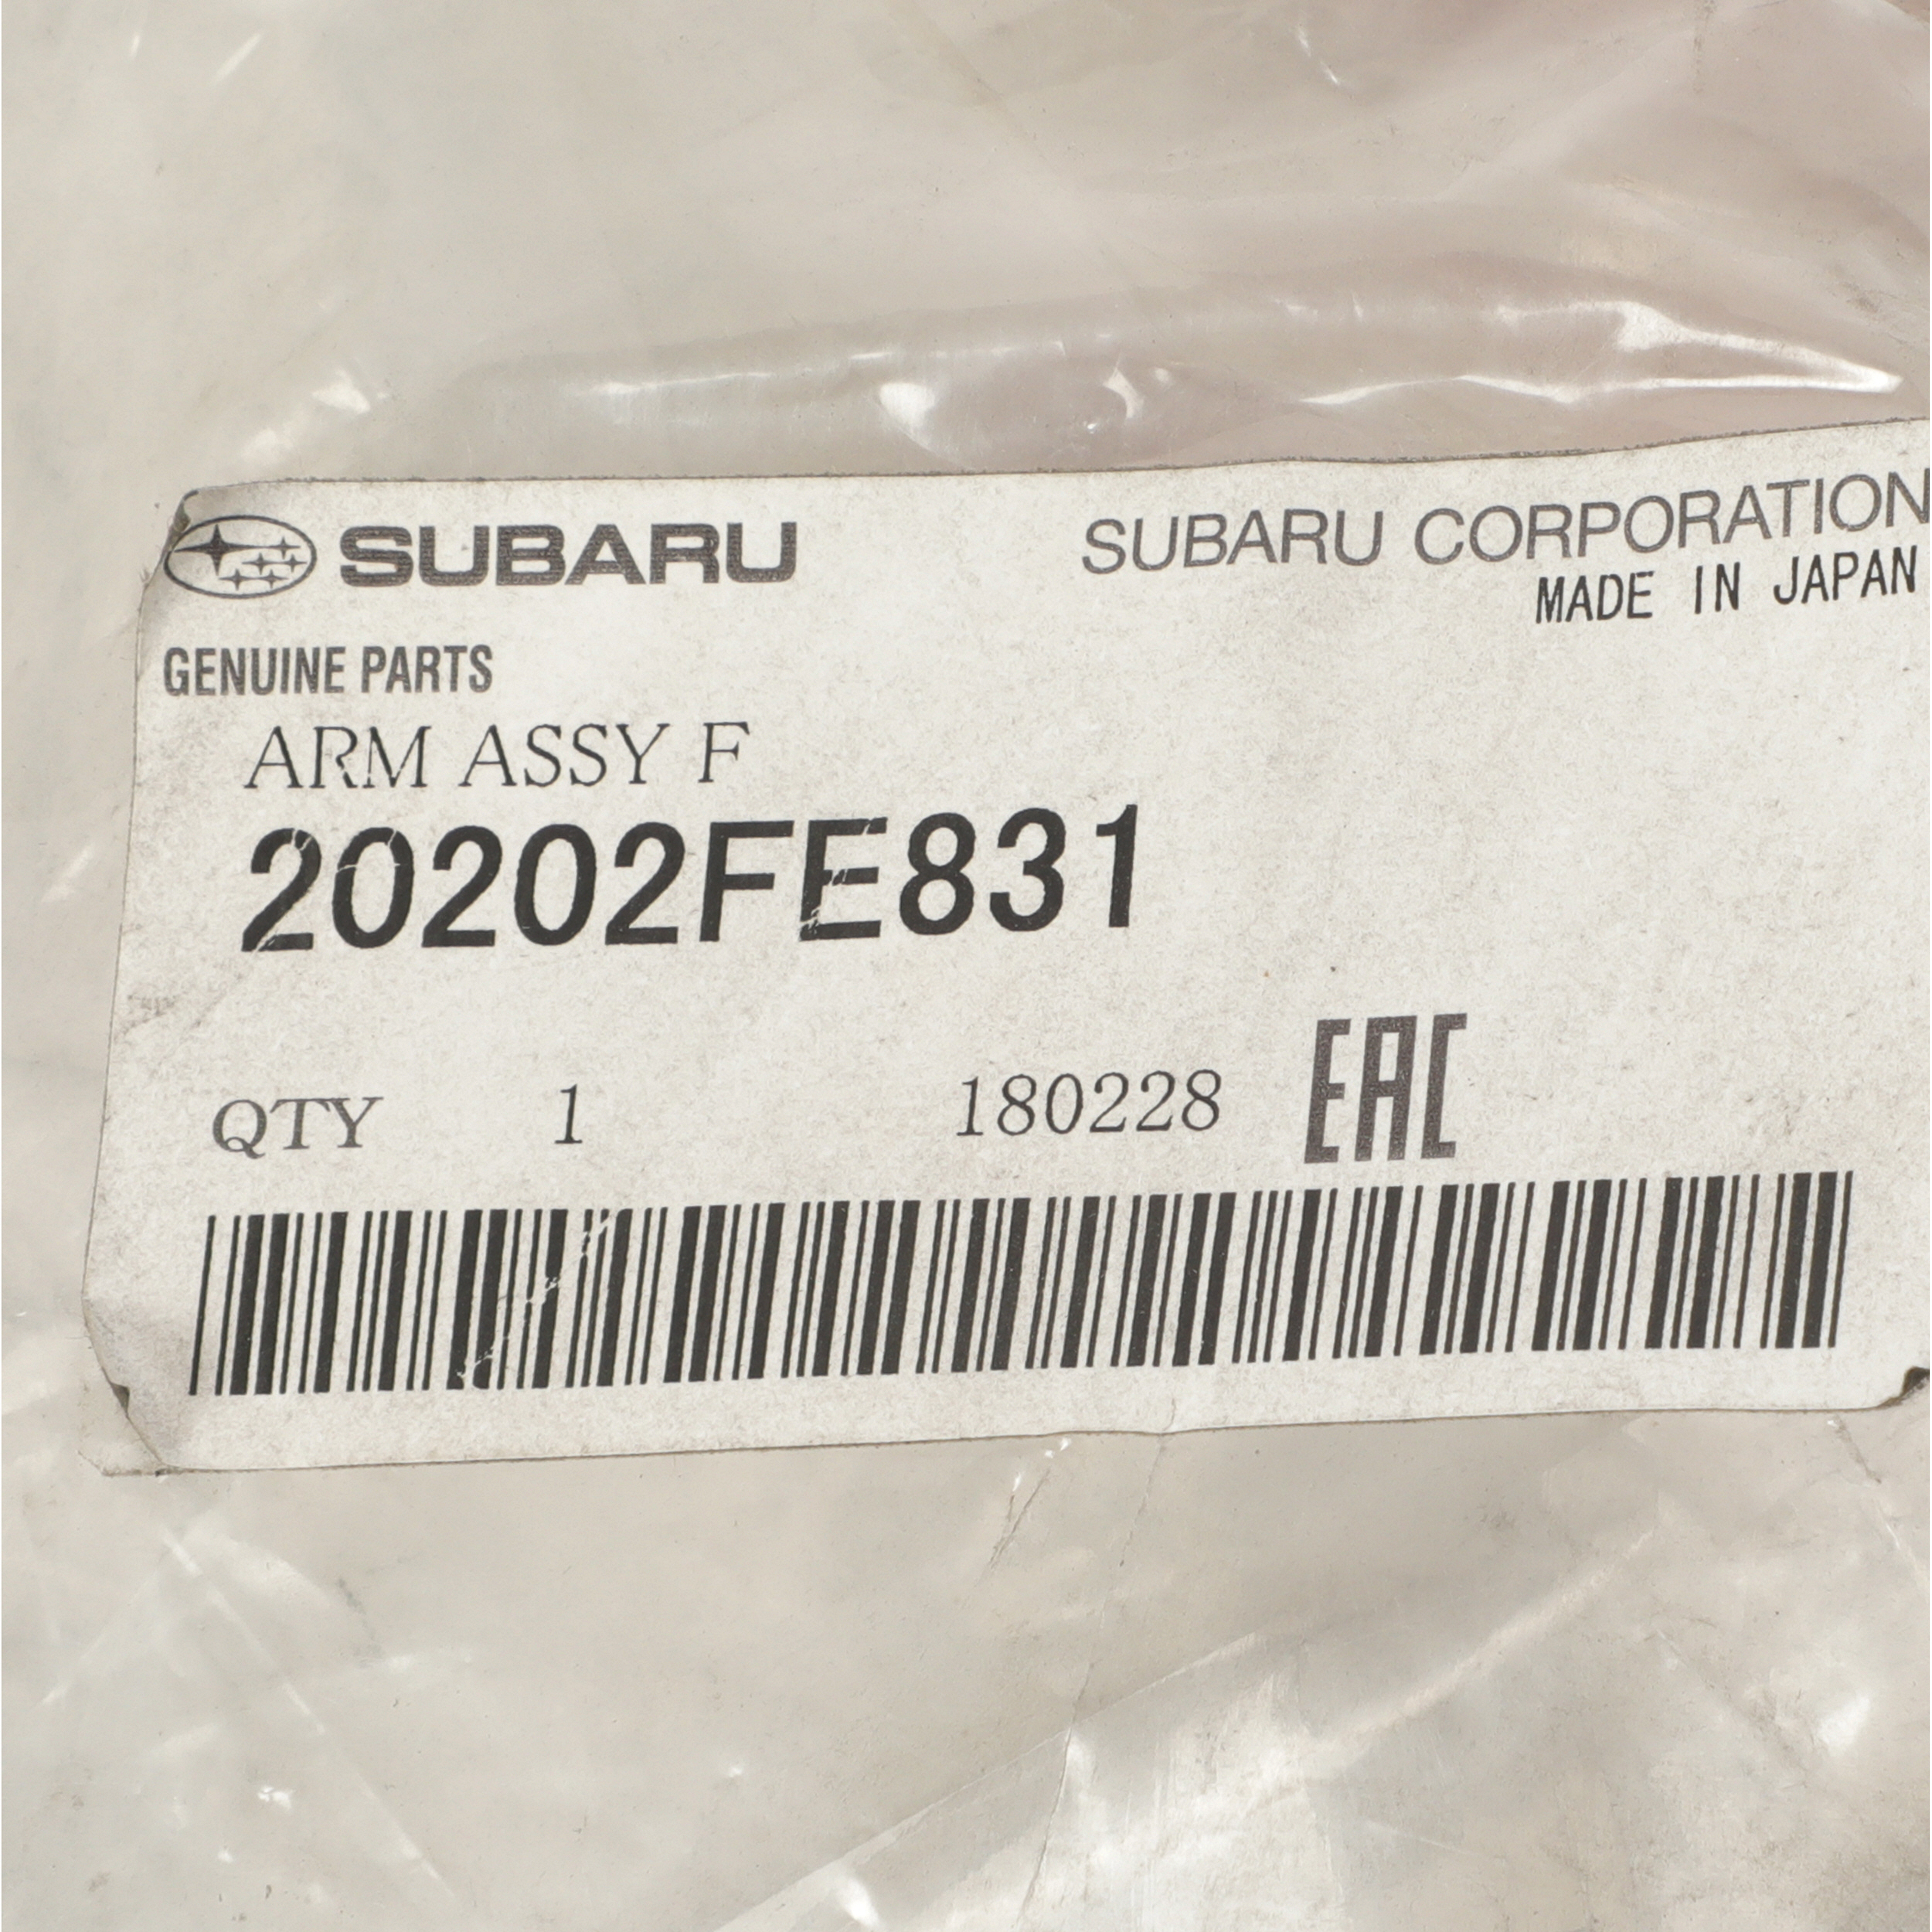 SUBARU SUBARU CORPORATION
MADE IN JAPAN
GENUINE PARTS
ARM ASSY F
20202FE831
QTY 1 180228 EAC